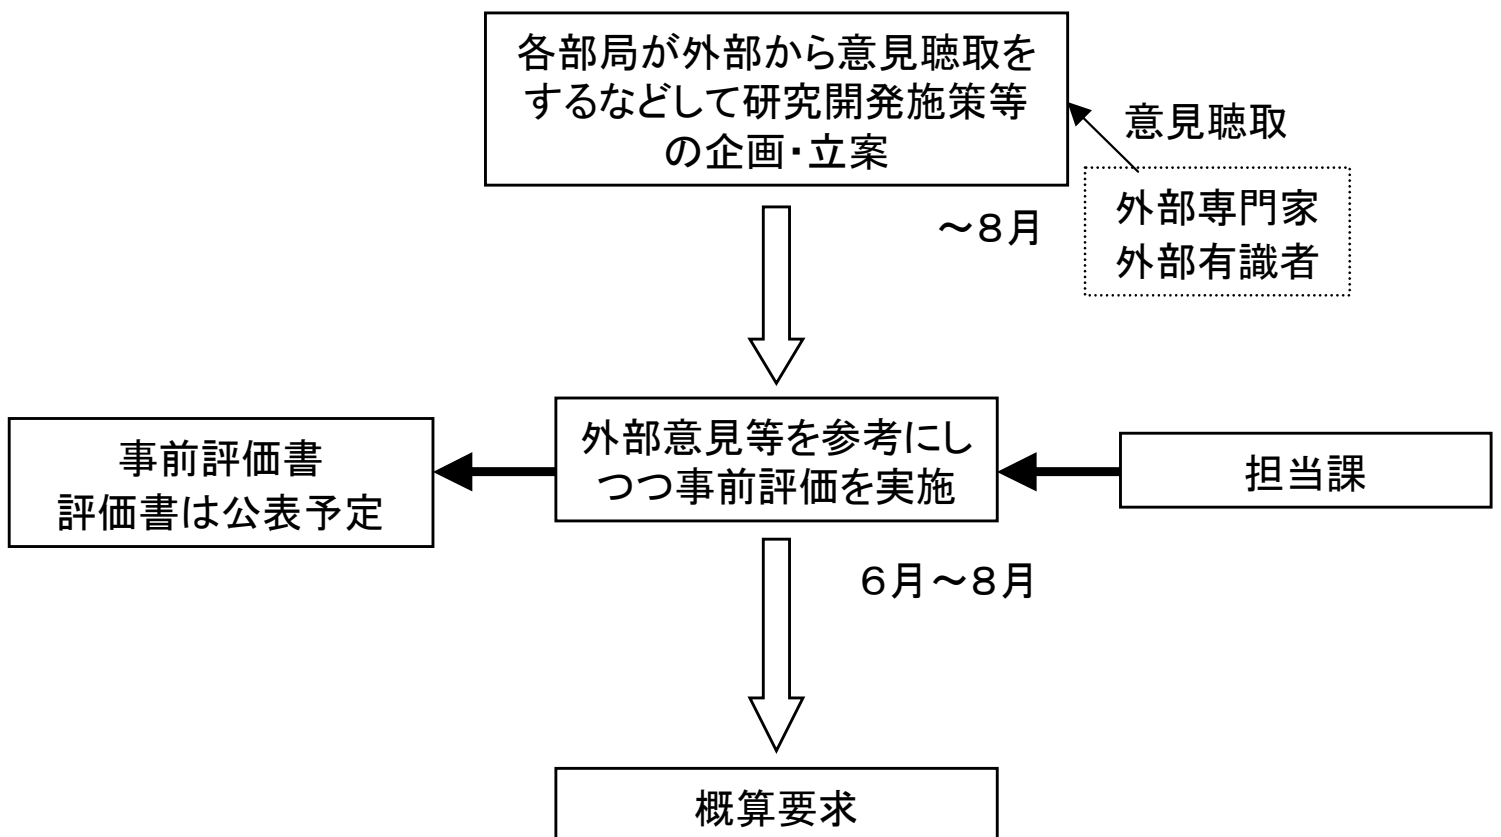 各部局が外部から意見聴取を
するなどして研究開発施策等
の企画・立案
意見聴取
外部専門家
外部有識者
～８月
外部意見等を参考にし
つつ事前評価を実施
事前評価書
評価書は公表予定
担当課
６月～８月
概算要求